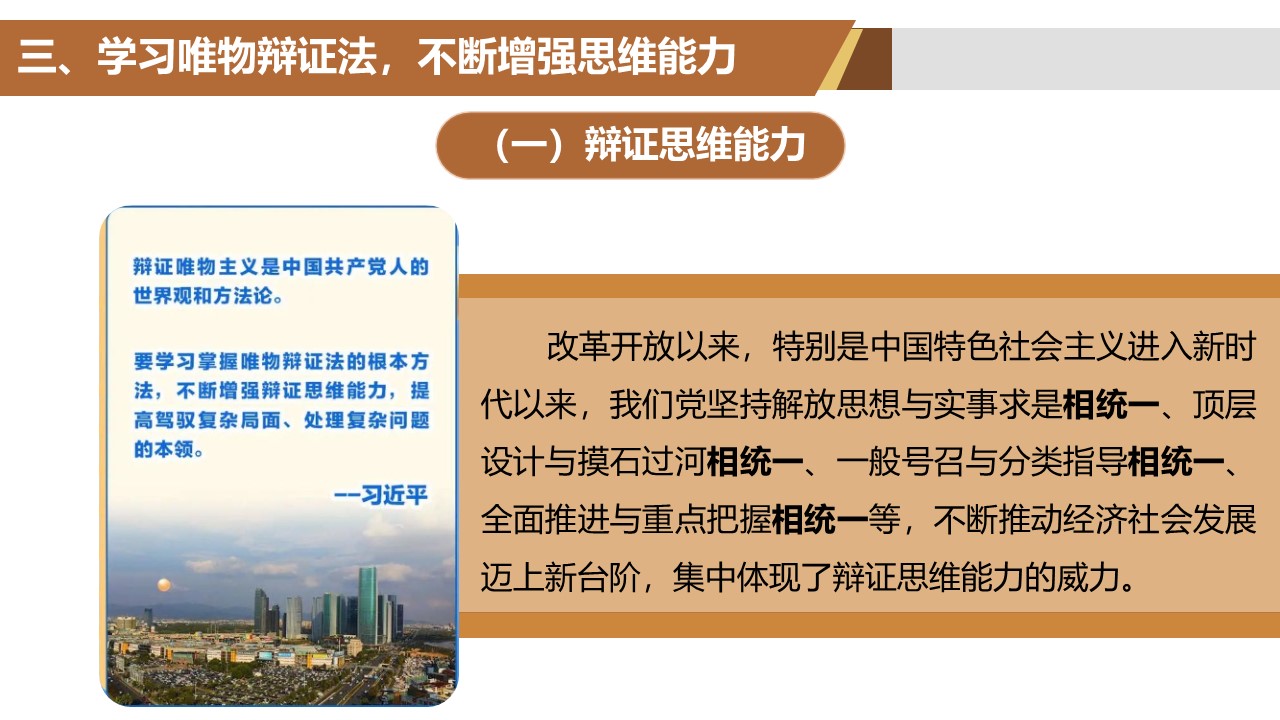 三、学习唯物辩证法，不断增强思维能力
（一）辩证思维能力
辩证唯物主义是中国共产党人的
世界观和方法论。
要学习掌握唯物辩证法的根本方
法，不断增强辩证思维能力，提
高驾驭复杂局面、处理复杂问题
的本领。
--习近平
改革开放以来，特别是中国特色社会主义进入新时
代以来，我们党坚持解放思想与实事求是相统一、顶层
设计与摸石过河相统一、一般号召与分类指导相统一、
全面推进与重点把握相统一等，不断推动经济社会发展
迈上新台阶，集中体现了辩证思维能力的威力。